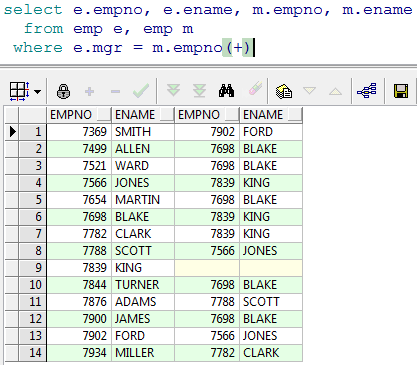 select e.empno, e.ename, m.empno, m.ename
from emp e, emp m
where e.mgr = m.empno(+)
EMPNO ENAME EMPNO ENAME
1 7369 SMITH 7902 FORD
2 7499 ALLEN 7698 BLAKE
3 7521 WARD 7698 BLAKE
4 7566 JONES 7839 KING
5 7654 MARTIN 7698 BLAKE
6 7698 BLAKE 7839 KING
7 7782 CLARK 7839 KING
8 7788 SCOTT 7566 JONES
9 7839 KING
10 7844 TURNER 7698 BLAKE
11 7876 ADAMS 7788 SCOTT
12 7900 JAMES 7698 BLAKE
13 7902 FORD 7566 JONES
14 7934 MILLER 7782 CLARK